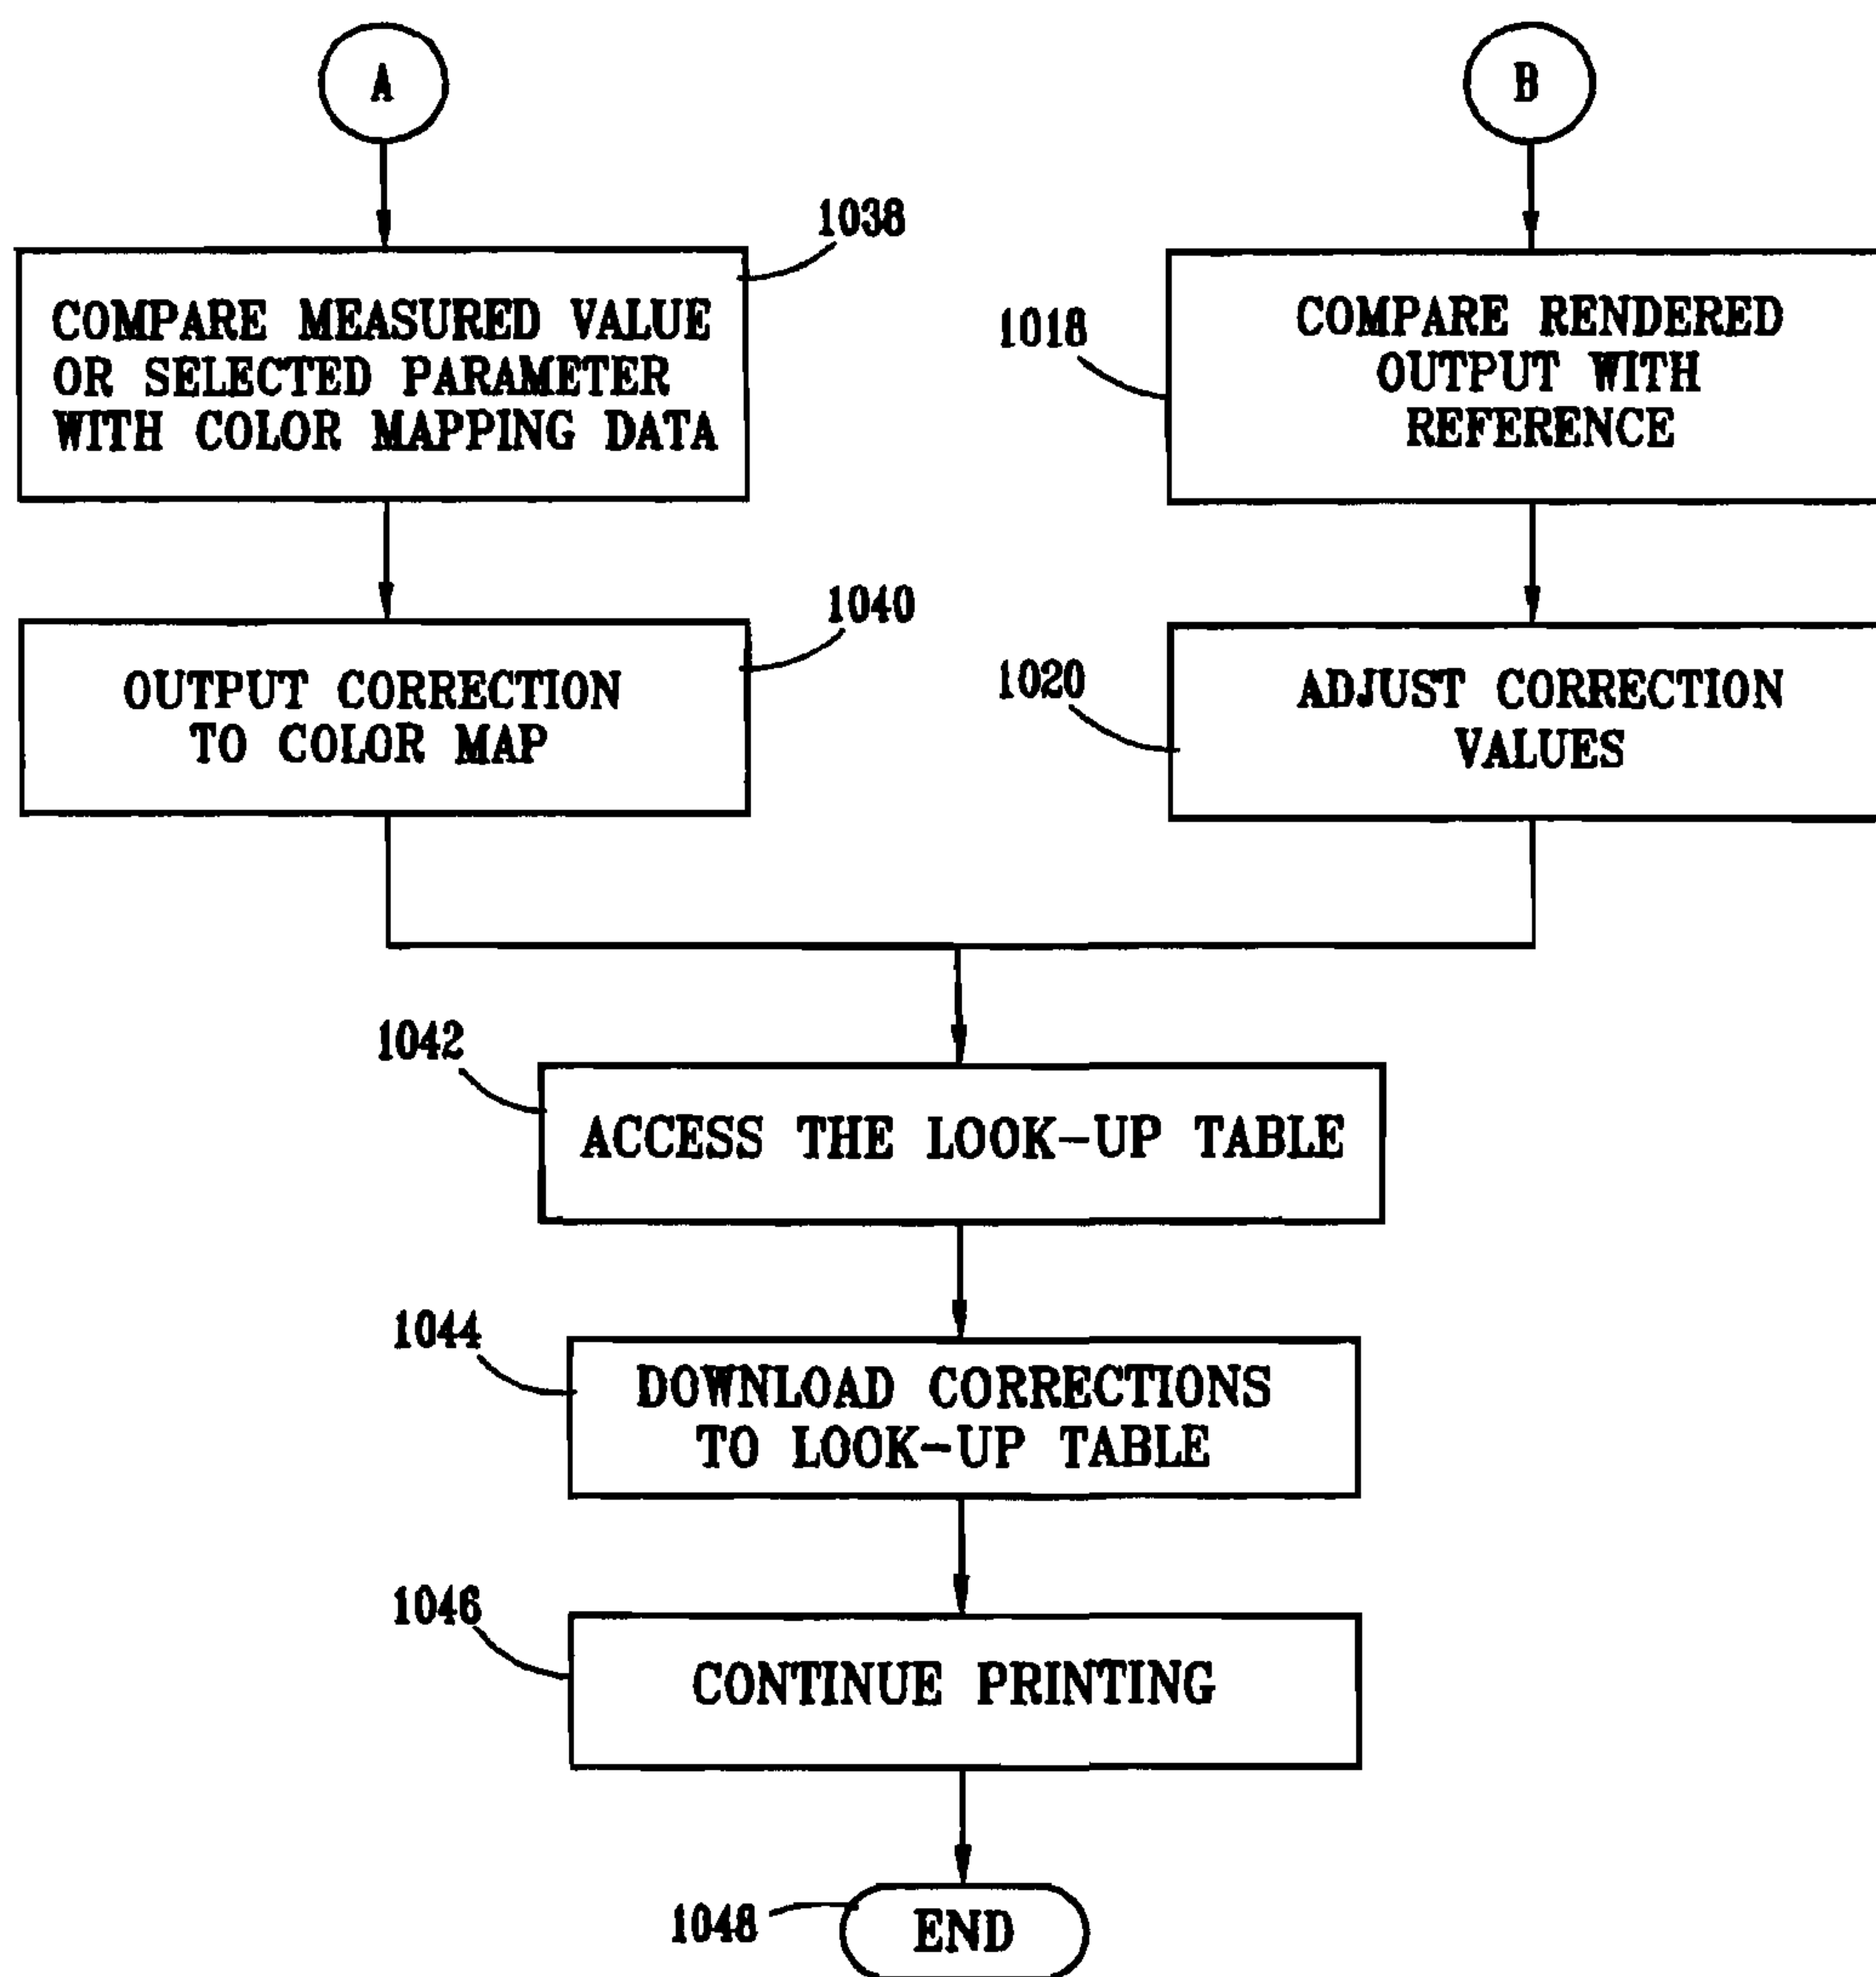 A
B
1038
COMPARE MEASURED VALUE
OR SELECTED PARAMETER
WITH COLOR MAPPING DATA
1018
COMPARE RENDERED
OUTPUT WITH
REFERENCE
1040
OUTPUT CORRECTION
TO COLOR MAP
1020
ADJUST CORRECTION
VALUES
1042
ACCESS THE LOOK-UP TABLE
1044
DOWNLOAD CORRECTIONS
TO LOOK-UP TABLE
1046
CONTINUE PRINTING
1048
END